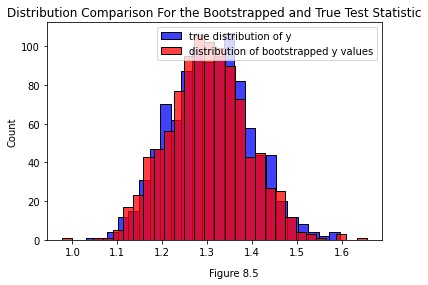 Distribution Comparison For the Bootstrapped and True Test Statistic
true distribution of y
distribution of bootstrapped y values
Count
100
80
60
40
20
0
1.0 1.1 1.2 1.3 1.4 1.5 1.6
Figure 8.5